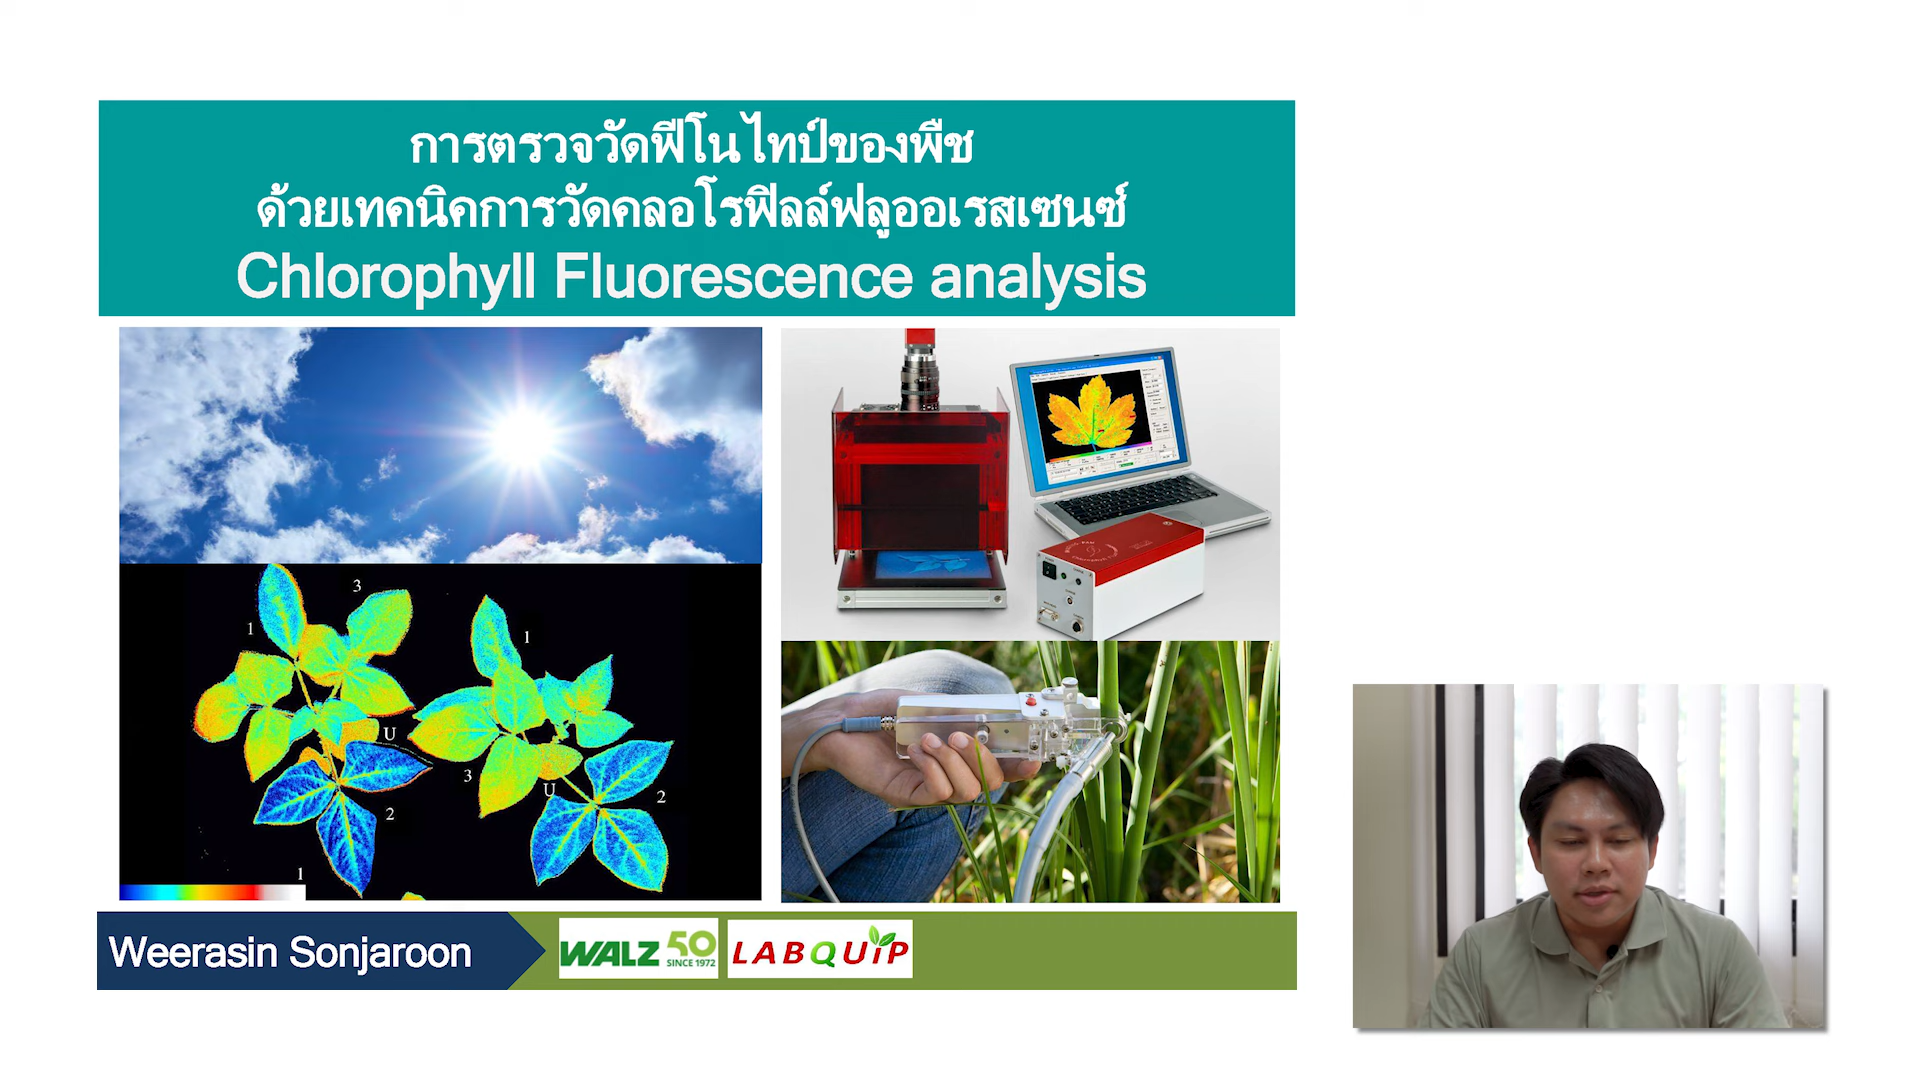 การตรวจวัดฟีโนไทป์ของพืช
ด้วยเทคนิคการวัดคลอโรฟิลล์ฟลูออเรสเซนซ์
Chlorophyll Fluorescence analysis
3
1
1
U
3
U
2
2
1
Weerasin Sonjaroon
WALZ 50
SINCE 1972
LABQUIP